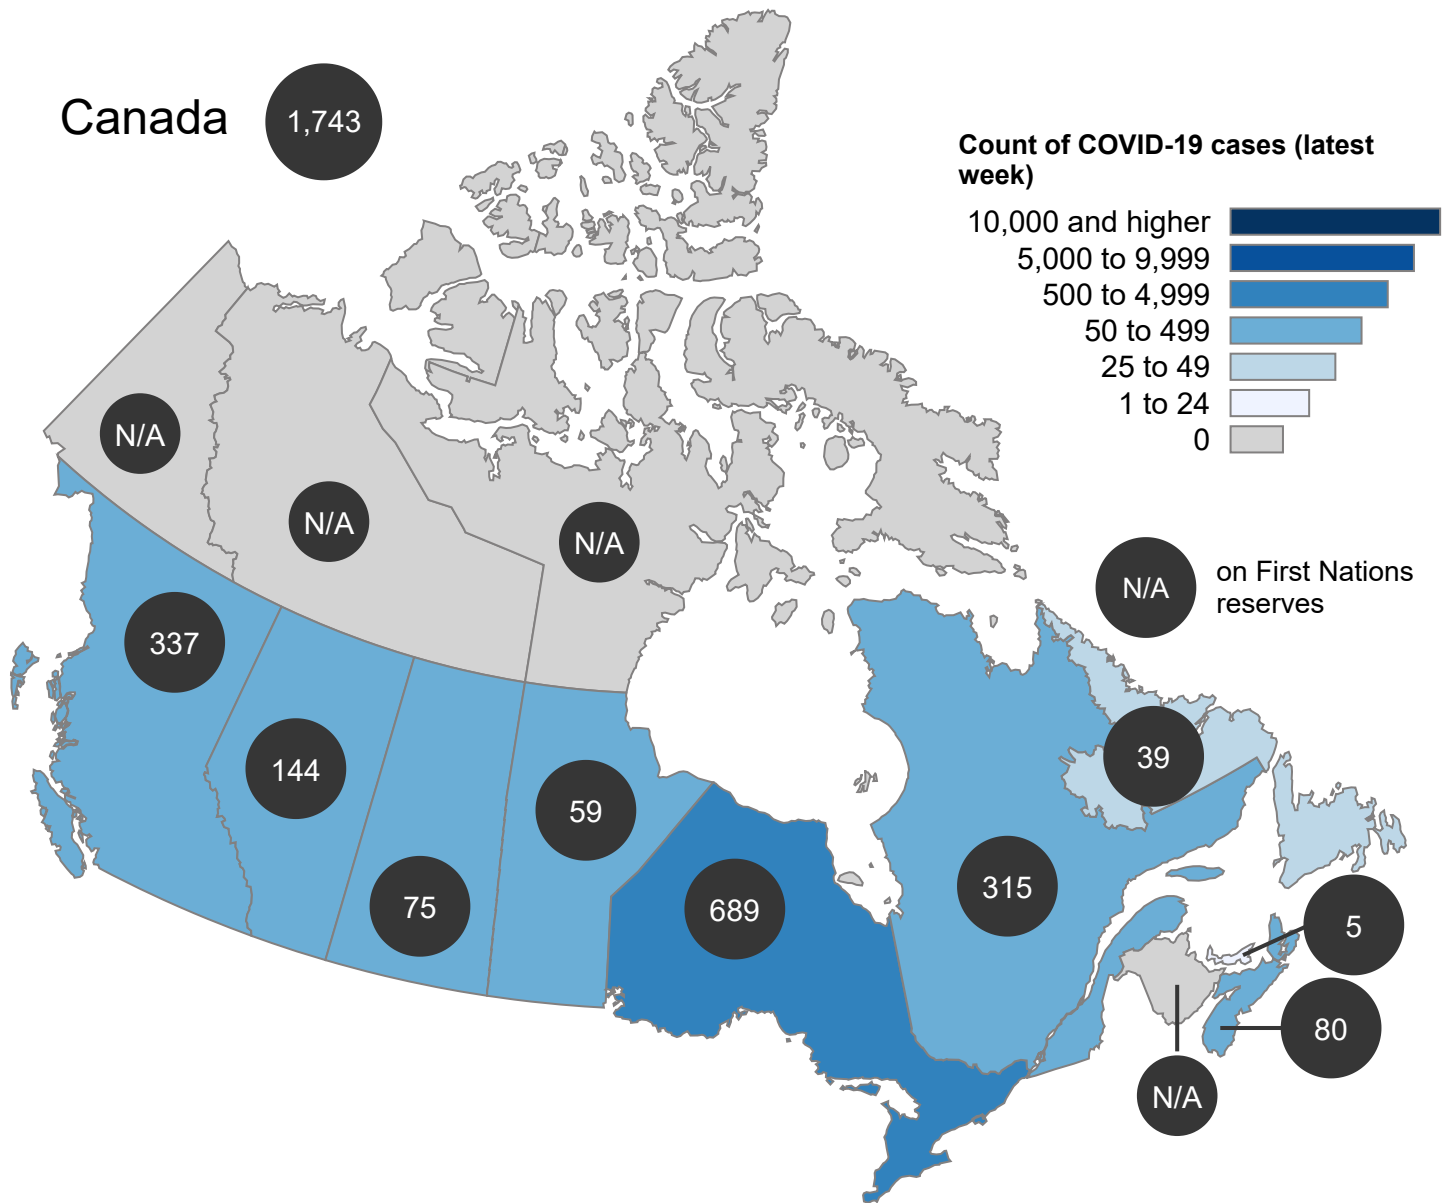 Canada
1,743
Count of COVID-19 cases (latest
week)
10,000 and higher
5,000 to 9,999
500 to 4,999
50 to 499
25 to 49
1 to 24
0
N/A
N/A
N/A
N/A
on First Nations
reserves
337
144
75
59
689
315
39
5
80
N/A